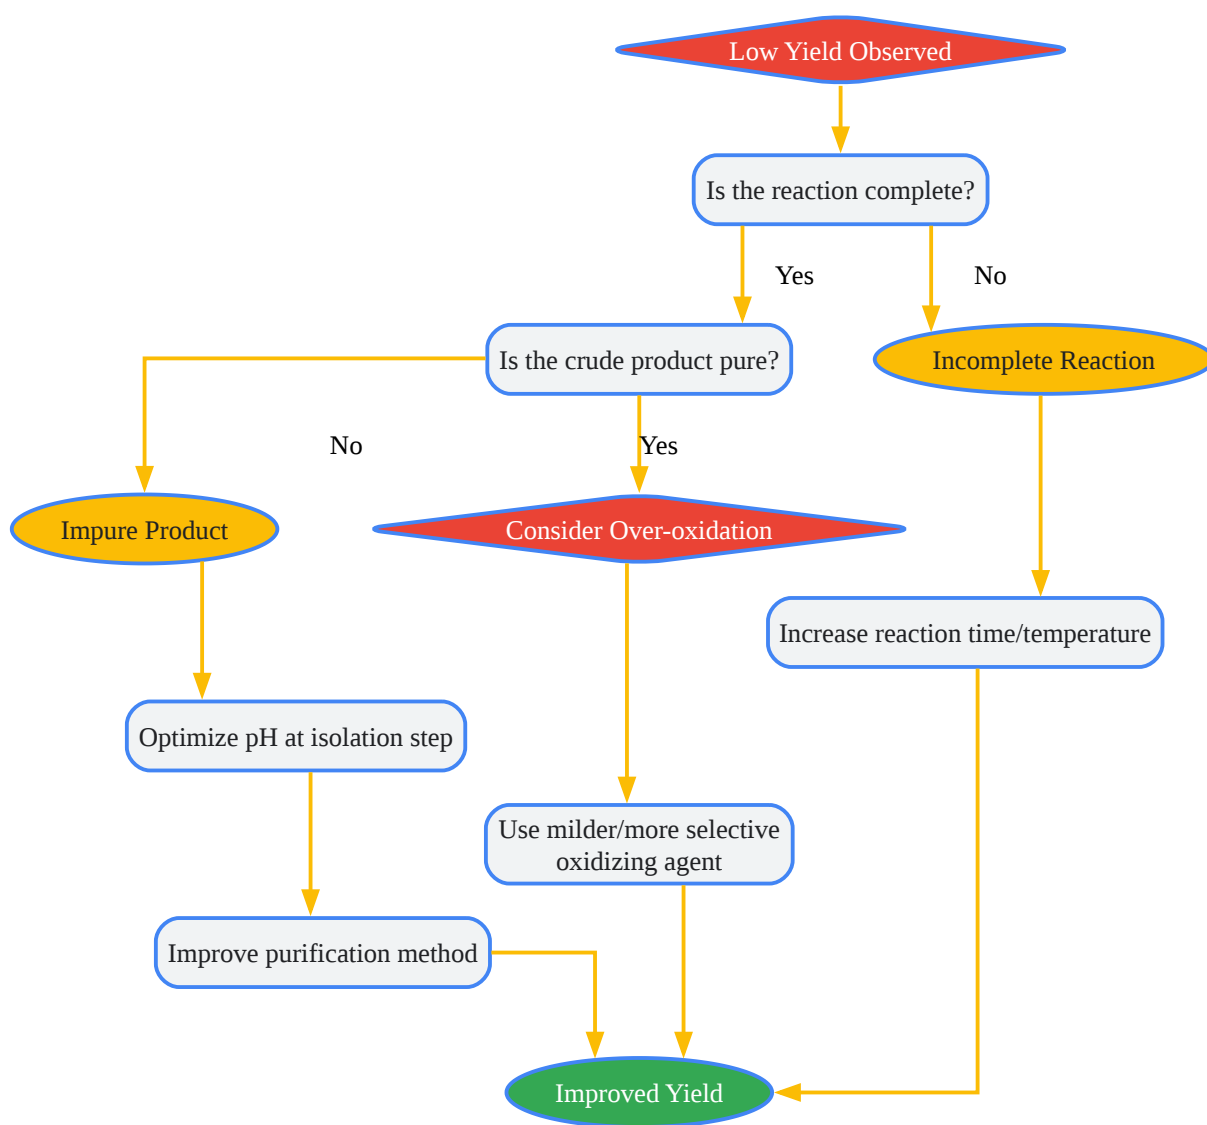 Low Yield Observed
Is the reaction complete?
Yes
No
Is the crude product pure?
Incomplete Reaction
No
Yes
Impure Product
Consider Over-oxidation
Increase reaction time/temperature
Optimize pH at isolation step
Use milder/more selective
oxidizing agent
Improve purification method
Improved Yield